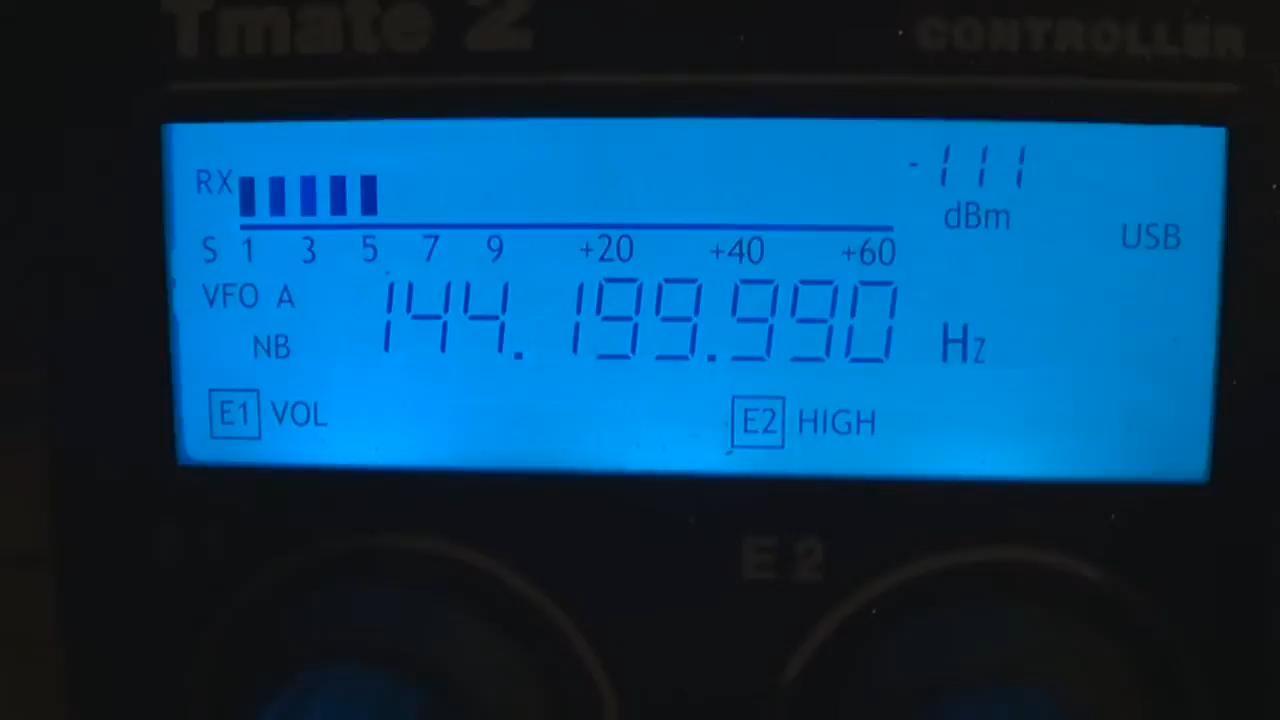 Tmate 2 CONTROLLER
RX -111
dBm
USB
S 1 3 5 7 9 +20 +40 +60
VFO A 144.199.990 Hz
NB
E1 VOL E2 HIGH
E 2